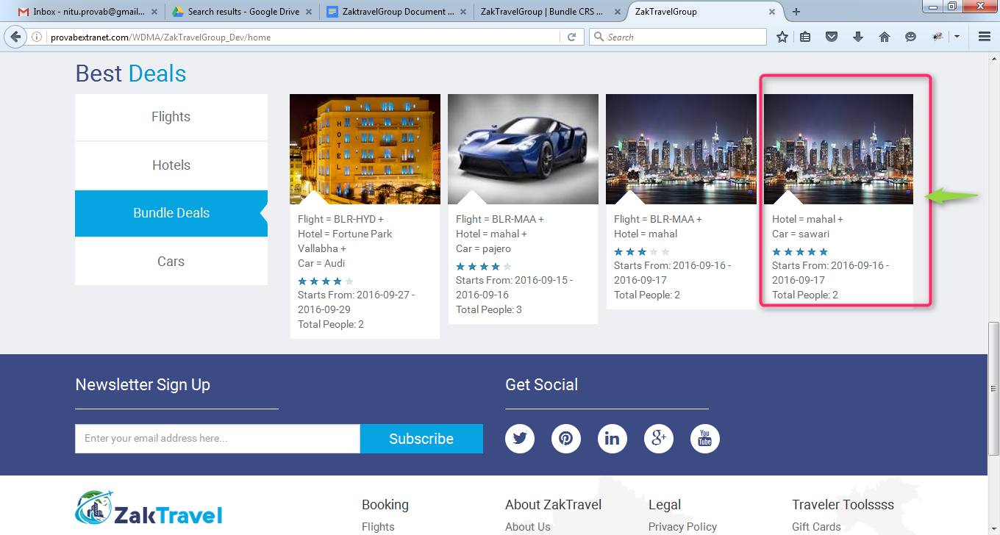 Inbox - nitu.provab@gmail...
Search results - Google Drive
ZaktravelGroup Document ...
ZakTravelGroup | Bundle CRS ...
ZakTravelGroup
provabextranet.com/WDMA/ZakTravelGroup_Dev/home
Search
Best Deals
Flights
Hotels
Bundle Deals
Cars
HOTEL
Flight = BLR-HYD +
Hotel = Fortune Park
Vallabha +
Car = Audi
Starts From: 2016-09-27 -
2016-09-29
Total People: 2
Flight = BLR-MAA +
Hotel = mahal +
Car = pajero
Starts From: 2016-09-15 -
2016-09-16
Total People: 3
Flight = BLR-MAA +
Hotel = mahal
Starts From: 2016-09-16 -
2016-09-17
Total People: 2
Hotel = mahal +
Car = sawari
Starts From: 2016-09-16 -
2016-09-17
Total People: 2
Newsletter Sign Up
Enter your email address here...
Subscribe
Get Social
in
g+
You
Tube
ZakTravel
Booking
Flights
About ZakTravel
About Us
Legal
Privacy Policy
Traveler Toolssss
Gift Cards